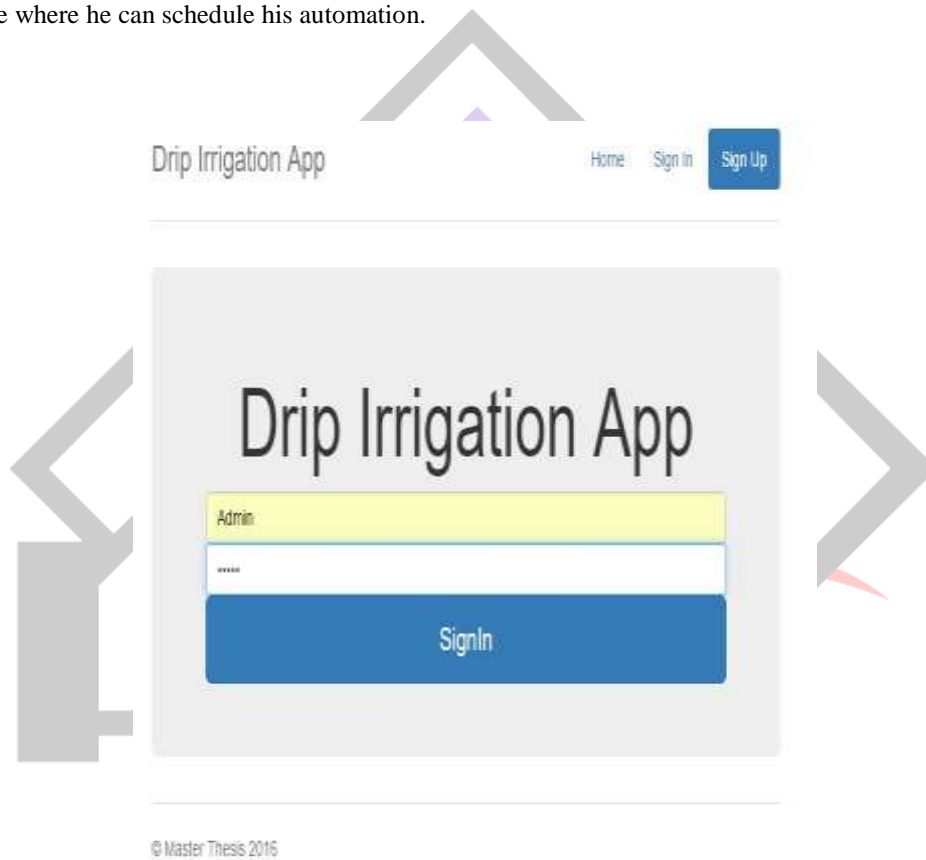 e where he can schedule his automation.
Drip Irrigation App
Home Sign In Sign Up
Drip Irrigation App
Admin
•••••
SignIn
© Master Thesis 2016